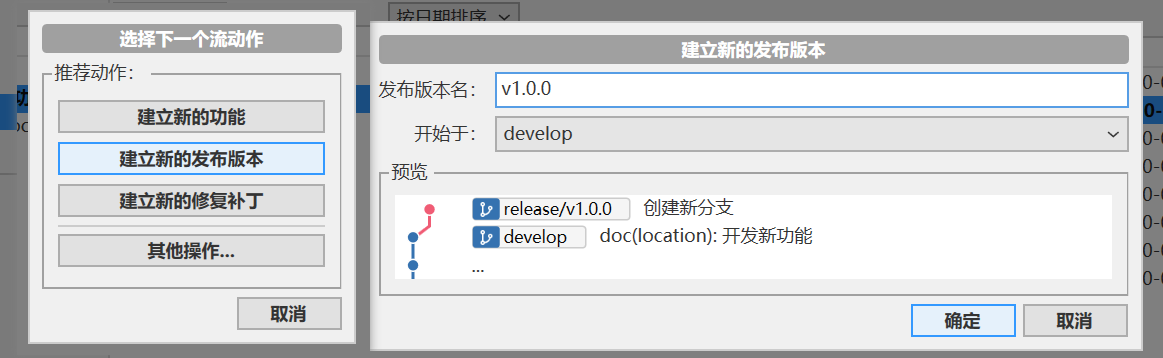 按日期排序
选择下一个流动作
推荐动作：
建立新的功能
建立新的发布版本
建立新的修复补丁
其他操作...
取消
建立新的发布版本
发布版本名：
v1.0.0
开始于：
develop
预览
release/v1.0.0 创建新分支
develop doc(location): 开发新功能
...
确定
取消